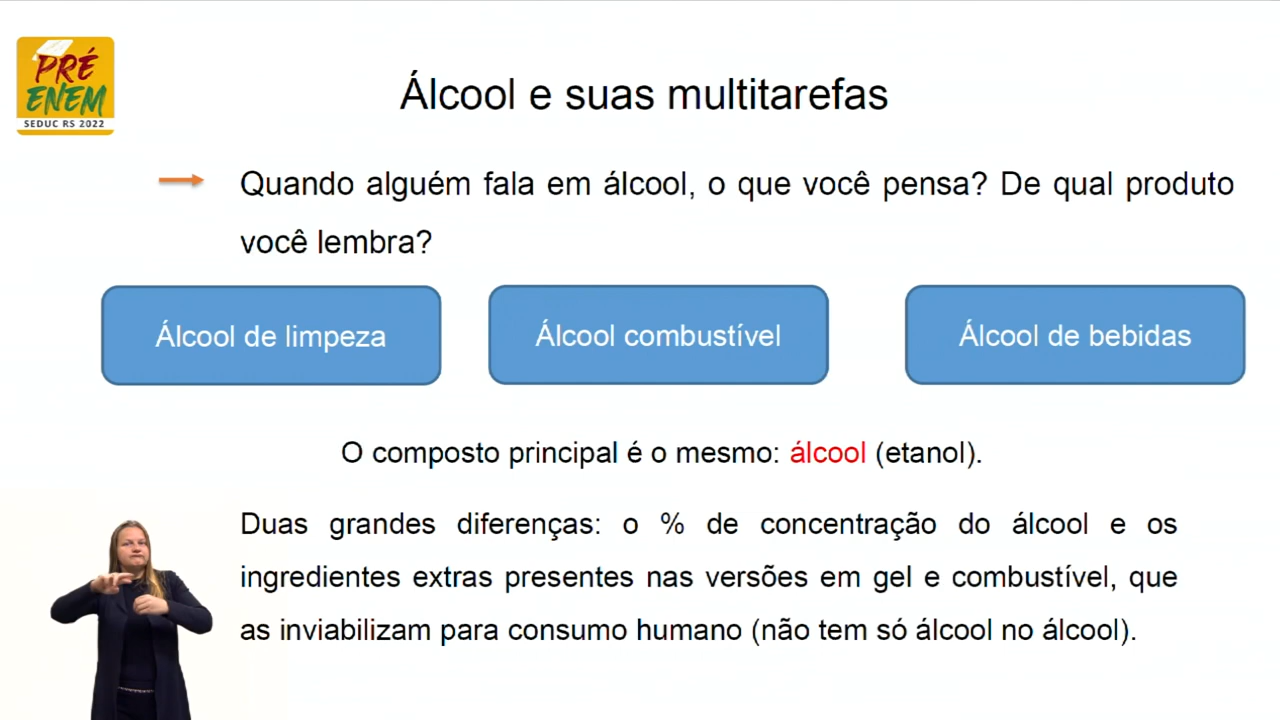 PRÉ
ENEM
SEDUC RS 2022
Álcool e suas multitarefas
Quando alguém fala em álcool, o que você pensa? De qual produto
você lembra?
Álcool de limpeza
Álcool combustível
Álcool de bebidas
O composto principal é o mesmo: álcool (etanol).
Duas grandes diferenças: o % de concentração do álcool e os
ingredientes extras presentes nas versões em gel e combustível, que
as inviabilizam para consumo humano (não tem só álcool no álcool).